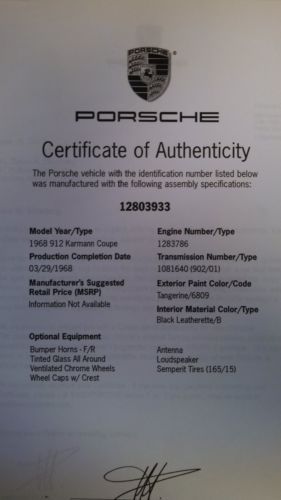 PORSCHE
PORSCHE
Certificate of Authenticity
The Porsche vehicle with the identification number listed below
was manufactured with the following assembly specifications:
12803933
Model Year/Type
1968 912 Karmann Coupe
Production Completion Date
03/29/1968
Manufacturer's Suggested
Retail Price (MSRP)
Information Not Available
Engine Number/Type
1283786
Transmission Number/Type
1081640 (902/01)
Exterior Paint Color/Code
Tangerine/6809
Interior Material Color/Type
Black Leatherette/B
Optional Equipment
Bumper Horns - F/R
Tinted Glass All Around
Ventilated Chrome Wheels
Wheel Caps w/ Crest
Antenna
Loudspeaker
Semperit Tires (165/15)